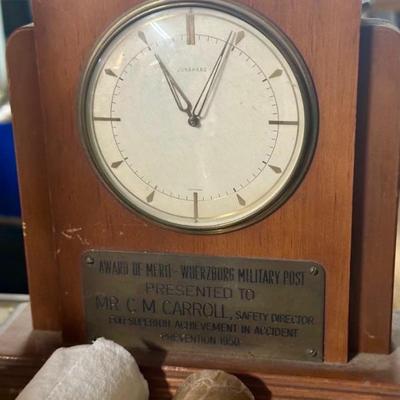 JUNGHANS
AWARD OF MERIT - WUERZBURG MILITARY POST
PRESENTED TO
MR. C. M. CARROLL, SAFETY DIRECTOR
FOR SUPERIOR ACHIEVEMENT IN ACCIDENT
PREVENTION 1950